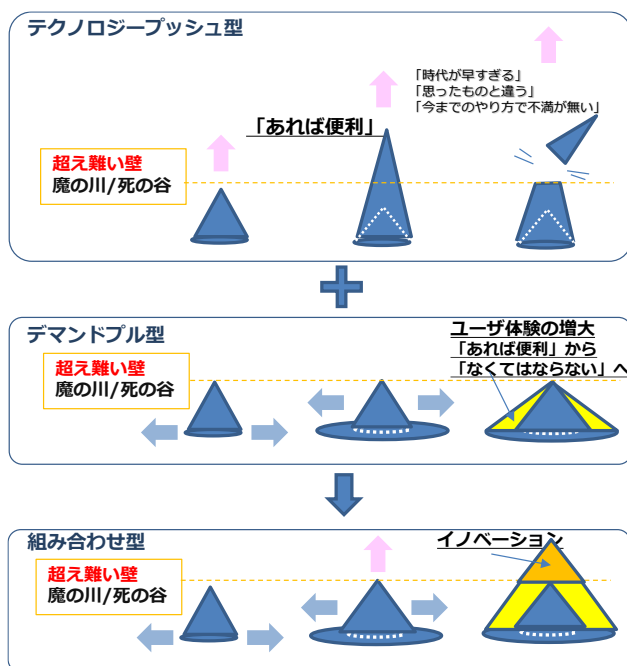 テクノロジープッシュ型
「時代が早すぎる」
「思ったものと違う」
「今までのやり方で不満が無い」
「あれば便利」
超え難い壁
魔の川/死の谷
デマンドプル型
ユーザ体験の増大
「あれば便利」から
「なくてはならない」へ
超え難い壁
魔の川/死の谷
組み合わせ型
イノベーション
超え難い壁
魔の川/死の谷